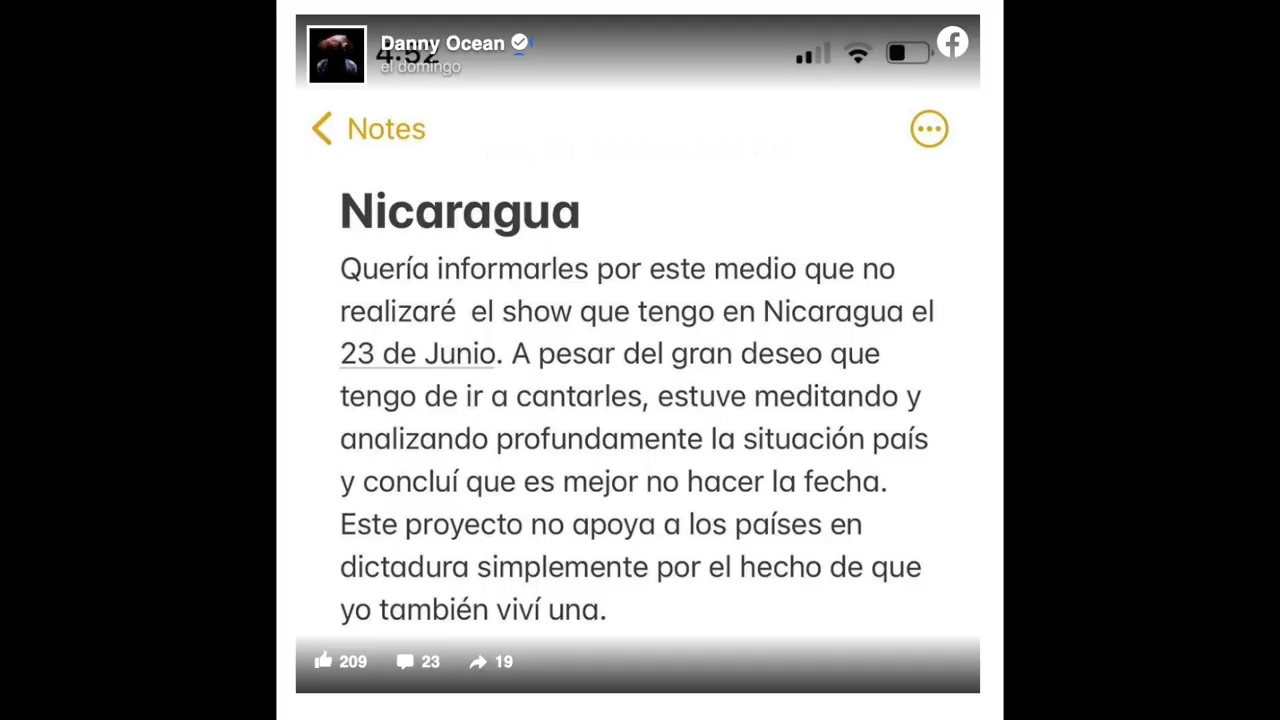 Danny Ocean
4:52
el domingo
Notes
Nicaragua
Quería informarles por este medio que no
realizaré  el show que tengo en Nicaragua el
23 de Junio. A pesar del gran deseo que
tengo de ir a cantarles, estuve meditando y
analizando profundamente la situación país
y concluí que es mejor no hacer la fecha.
Este proyecto no apoya a los países en
dictadura simplemente por el hecho de que
yo también viví una.
209 23 19